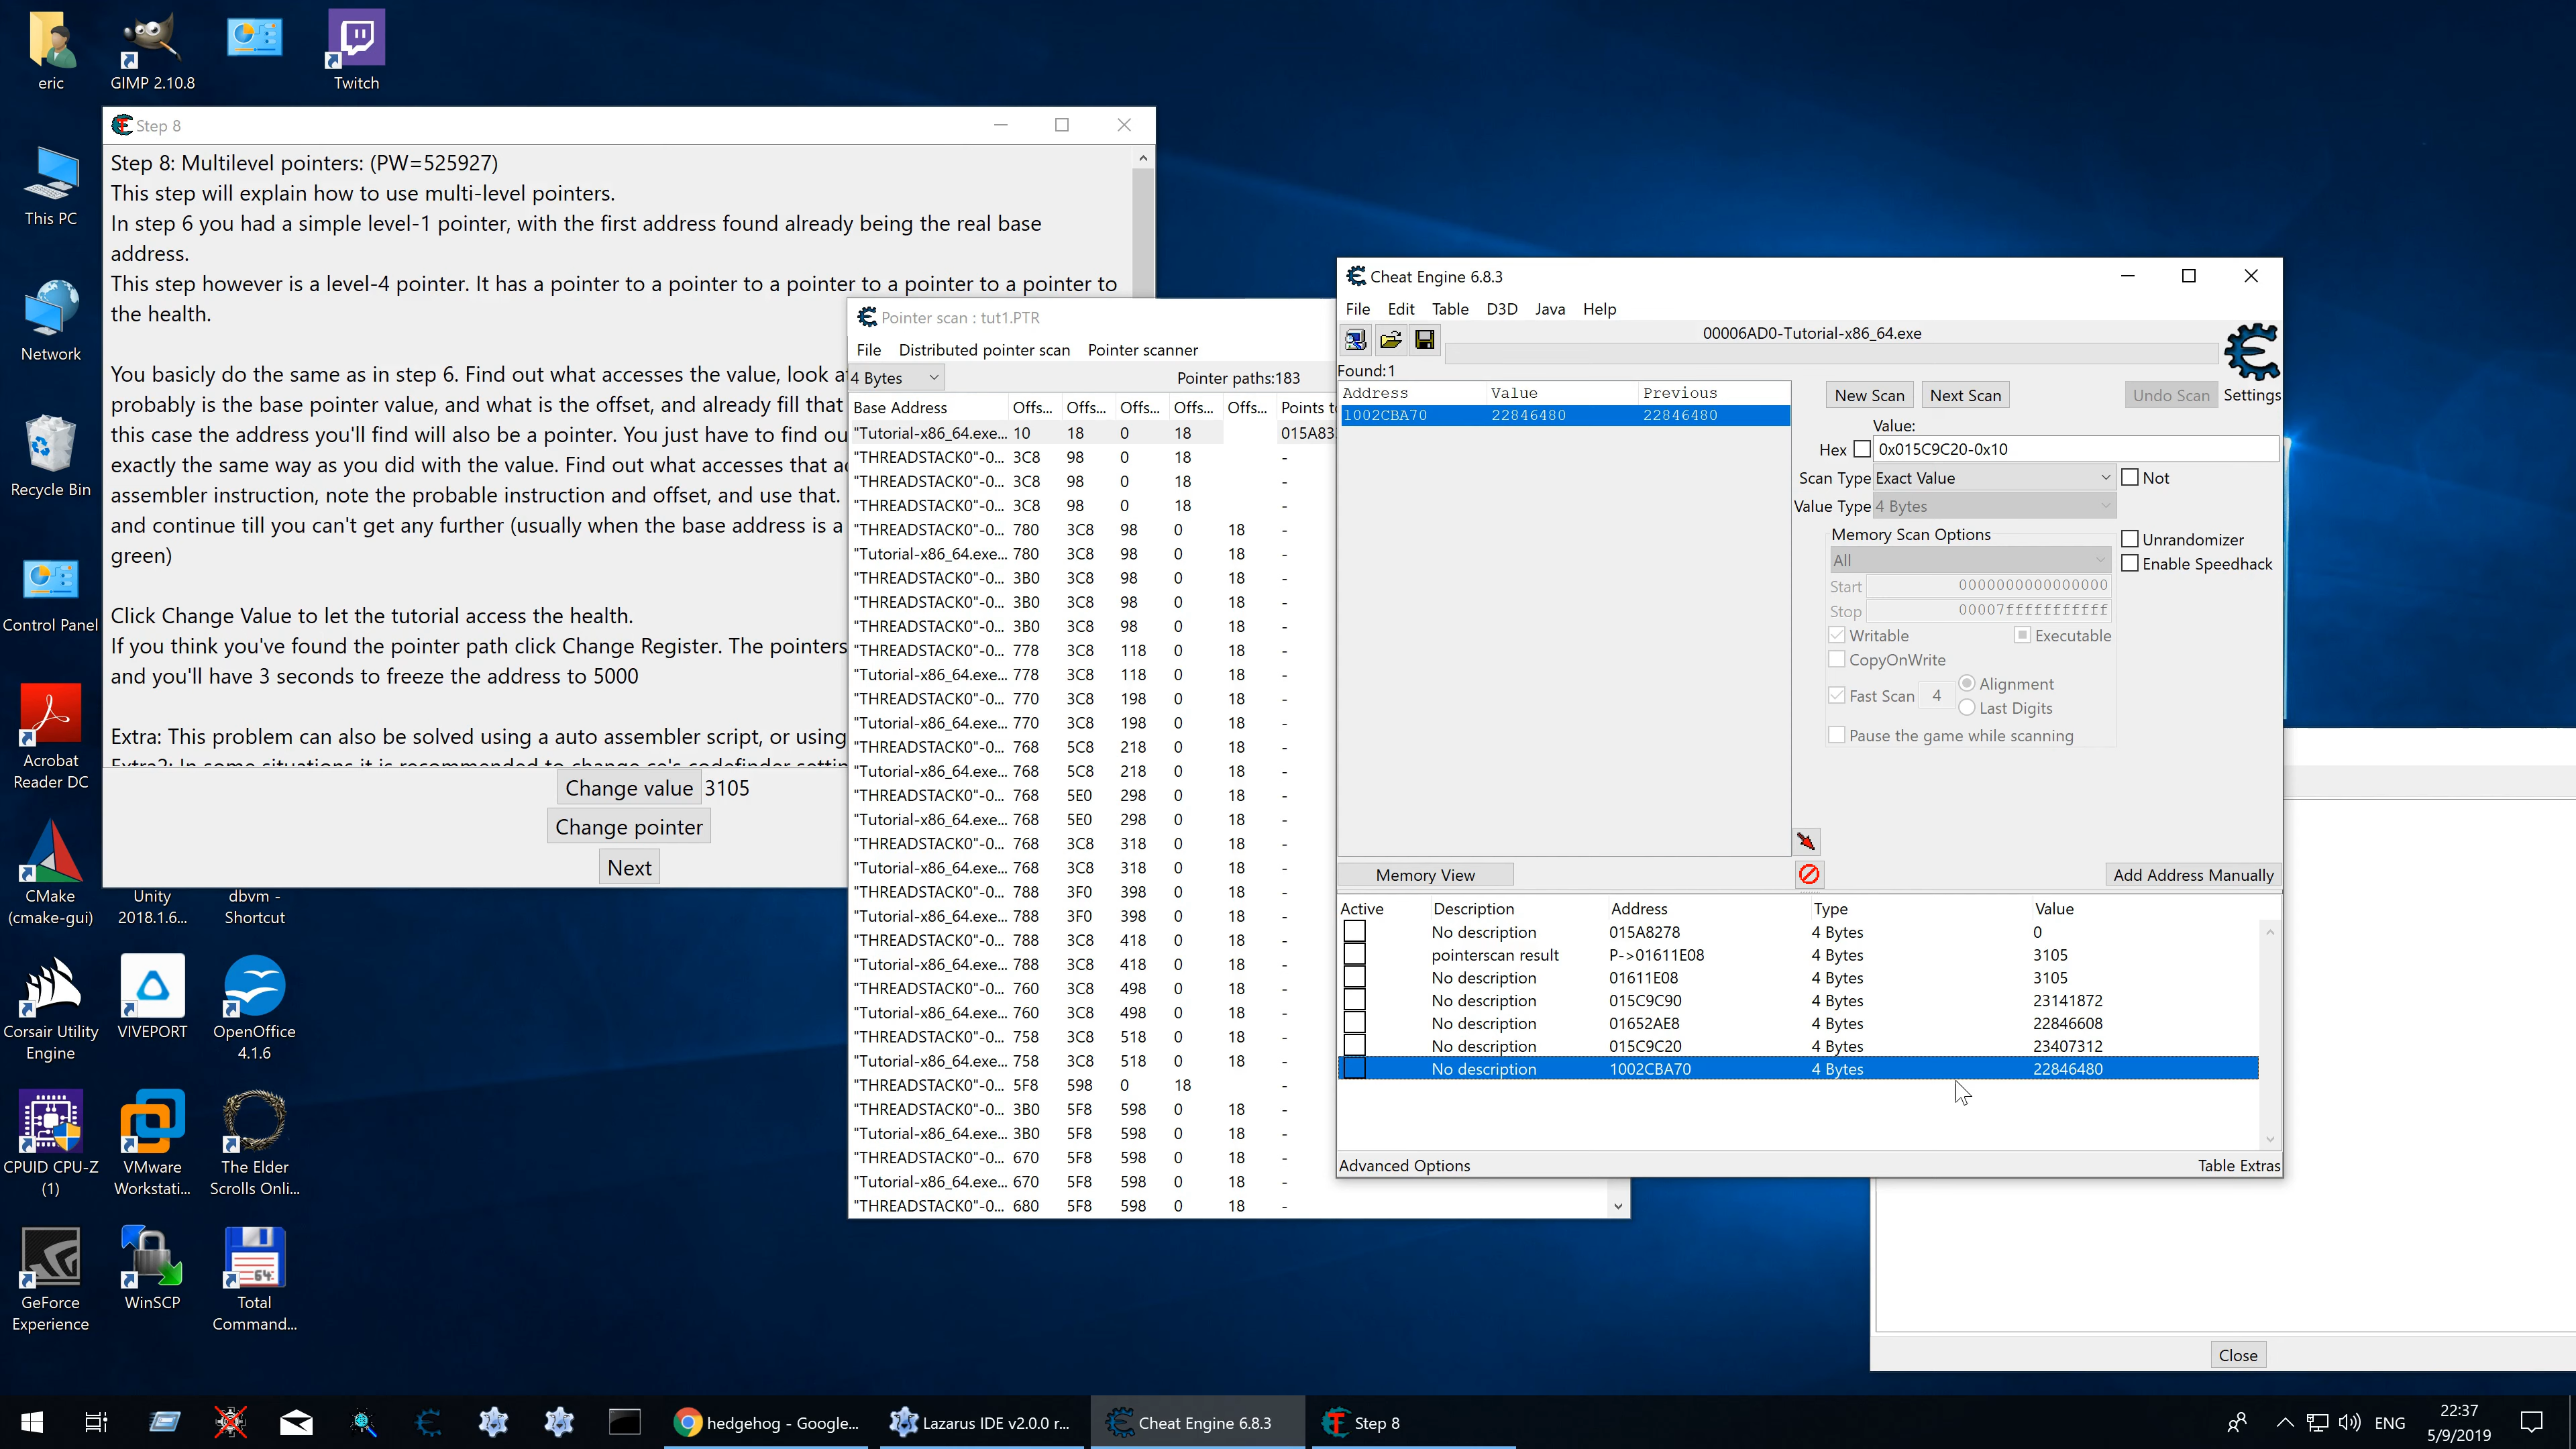 eric
GIMP 2.10.8
Twitch
This PC
Network
Recycle Bin
Control Panel
Acrobat
Reader DC
CMake
(cmake-gui)
Unity
2018.1.6...
dbvm -
Shortcut
Corsair Utility
Engine
VIVEPORT
OpenOffice
4.1.6
CPUID CPU-Z
(1)
VMware
Workstati...
The Elder
Scrolls Onli...
GeForce
Experience
WinSCP
Total
Command...
Step 8
Step 8: Multilevel pointers: (PW=525927)
This step will explain how to use multi-level pointers.
In step 6 you had a simple level-1 pointer, with the first address found already being the real base
address.
This step however is a level-4 pointer. It has a pointer to a pointer to a pointer to a pointer to a pointer to
the health.
You basicly do the same as in step 6. Find out what accesses the value, look a
probably is the base pointer value, and what is the offset, and already fill that
this case the address you'll find will also be a pointer. You just have to find ou
exactly the same way as you did with the value. Find out what accesses that a
assembler instruction, note the probable instruction and offset, and use that.
and continue till you can't get any further (usually when the base address is a
green)
Click Change Value to let the tutorial access the health.
If you think you've found the pointer path click Change Register. The pointers
and you'll have 3 seconds to freeze the address to 5000
Extra: This problem can also be solved using a auto assembler script, or using
Extra2: In some situations it is recommended to change ce's codefinder settin
Change value 3105
Change pointer
Next
Pointer scan : tut1.PTR
File Distributed pointer scan Pointer scanner
4 Bytes Pointer paths:183
Base Address Offs... Offs... Offs... Offs... Offs... Points t
"Tutorial-x86_64.exe... 10 18 0 18 015A83
"THREADSTACK0"-0... 3C8 98 0 18 -
"THREADSTACK0"-0... 3C8 98 0 18 -
"THREADSTACK0"-0... 3C8 98 0 18 -
"THREADSTACK0"-0... 780 3C8 98 0 18 -
"Tutorial-x86_64.exe... 780 3C8 98 0 18 -
"THREADSTACK0"-0... 3B0 3C8 98 0 18 -
"THREADSTACK0"-0... 3B0 3C8 98 0 18 -
"THREADSTACK0"-0... 3B0 3C8 98 0 18 -
"THREADSTACK0"-0... 778 3C8 118 0 18 -
"Tutorial-x86_64.exe... 778 3C8 118 0 18 -
"THREADSTACK0"-0... 770 3C8 198 0 18 -
"Tutorial-x86_64.exe... 770 3C8 198 0 18 -
"THREADSTACK0"-0... 768 5C8 218 0 18 -
"Tutorial-x86_64.exe... 768 5C8 218 0 18 -
"THREADSTACK0"-0... 768 5E0 298 0 18 -
"Tutorial-x86_64.exe... 768 5E0 298 0 18 -
"THREADSTACK0"-0... 768 3C8 318 0 18 -
"Tutorial-x86_64.exe... 768 3C8 318 0 18 -
"THREADSTACK0"-0... 788 3F0 398 0 18 -
"Tutorial-x86_64.exe... 788 3F0 398 0 18 -
"THREADSTACK0"-0... 788 3C8 418 0 18 -
"Tutorial-x86_64.exe... 788 3C8 418 0 18 -
"THREADSTACK0"-0... 760 3C8 498 0 18 -
"Tutorial-x86_64.exe... 760 3C8 498 0 18 -
"THREADSTACK0"-0... 758 3C8 518 0 18 -
"Tutorial-x86_64.exe... 758 3C8 518 0 18 -
"THREADSTACK0"-0... 5F8 598 0 18 -
"THREADSTACK0"-0... 3B0 5F8 598 0 18 -
"Tutorial-x86_64.exe... 3B0 5F8 598 0 18 -
"THREADSTACK0"-0... 670 5F8 598 0 18 -
"Tutorial-x86_64.exe... 670 5F8 598 0 18 -
"THREADSTACK0"-0... 680 5F8 598 0 18 -
Cheat Engine 6.8.3
File Edit Table D3D Java Help
00006AD0-Tutorial-x86_64.exe
Found:1
Address Value Previous
1002CBA70 22846480 22846480
New Scan Next Scan Undo Scan Settings
Value:
Hex 0x015C9C20-0x10
Scan Type Exact Value Not
Value Type 4 Bytes
Memory Scan Options
All
Unrandomizer
Enable Speedhack
Start 0000000000000000
Stop 00007fffffffffff
Writable Executable
CopyOnWrite
Fast Scan 4 Alignment
Last Digits
Pause the game while scanning
Memory View Add Address Manually
Active Description Address Type Value
No description 015A8278 4 Bytes 0
pointerscan result P->01611E08 4 Bytes 3105
No description 01611E08 4 Bytes 3105
No description 015C9C90 4 Bytes 23141872
No description 01652AE8 4 Bytes 22846608
No description 015C9C20 4 Bytes 23407312
No description 1002CBA70 4 Bytes 22846480
Advanced Options Table Extras
Close
hedgehog - Google...
Lazarus IDE v2.0.0 r...
Cheat Engine 6.8.3
Step 8
ENG
22:37
5/9/2019